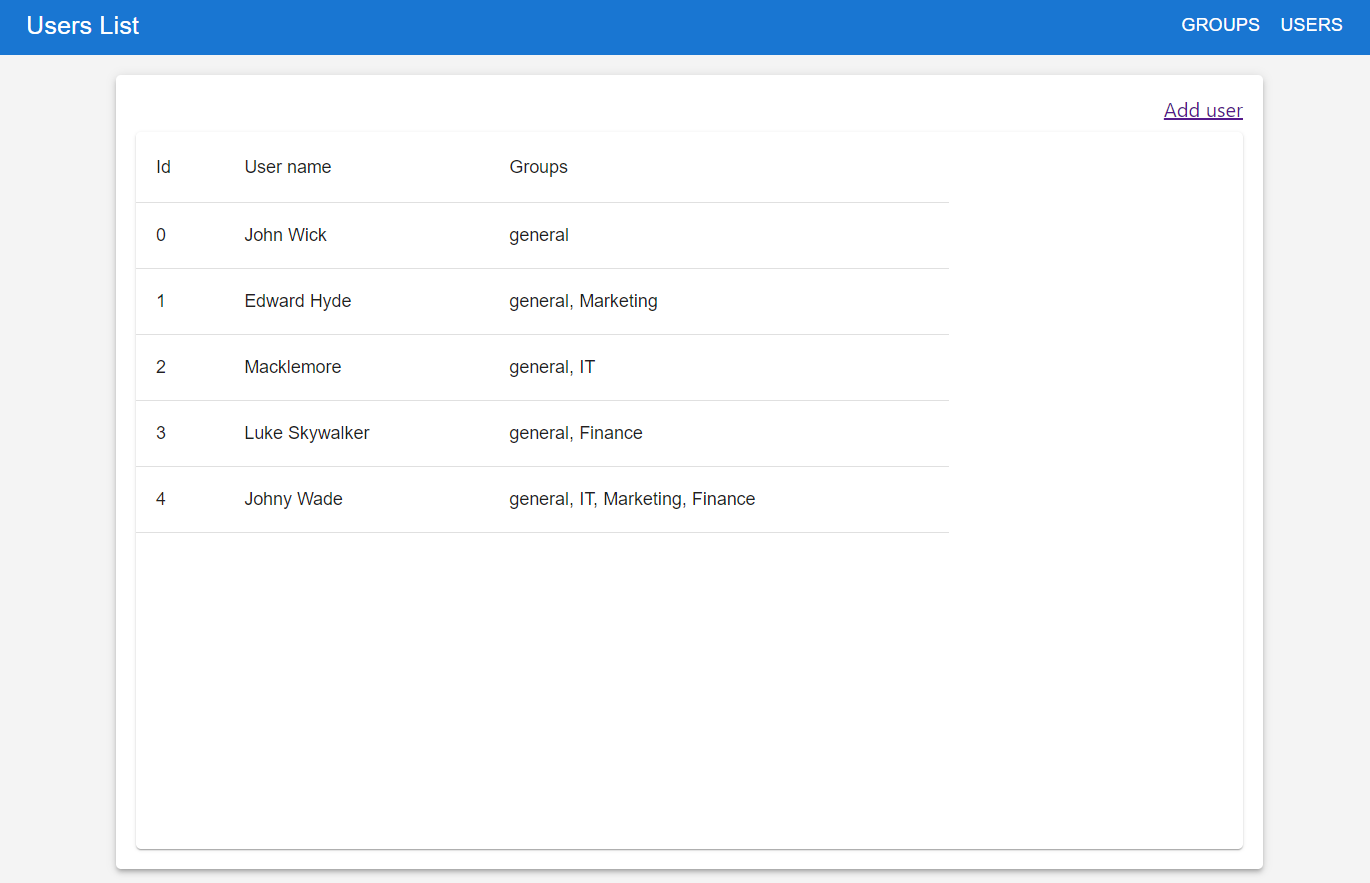 Users List GROUPS USERS
Add user
Id User name Groups
0 John Wick general
1 Edward Hyde general, Marketing
2 Macklemore general, IT
3 Luke Skywalker general, Finance
4 Johny Wade general, IT, Marketing, Finance